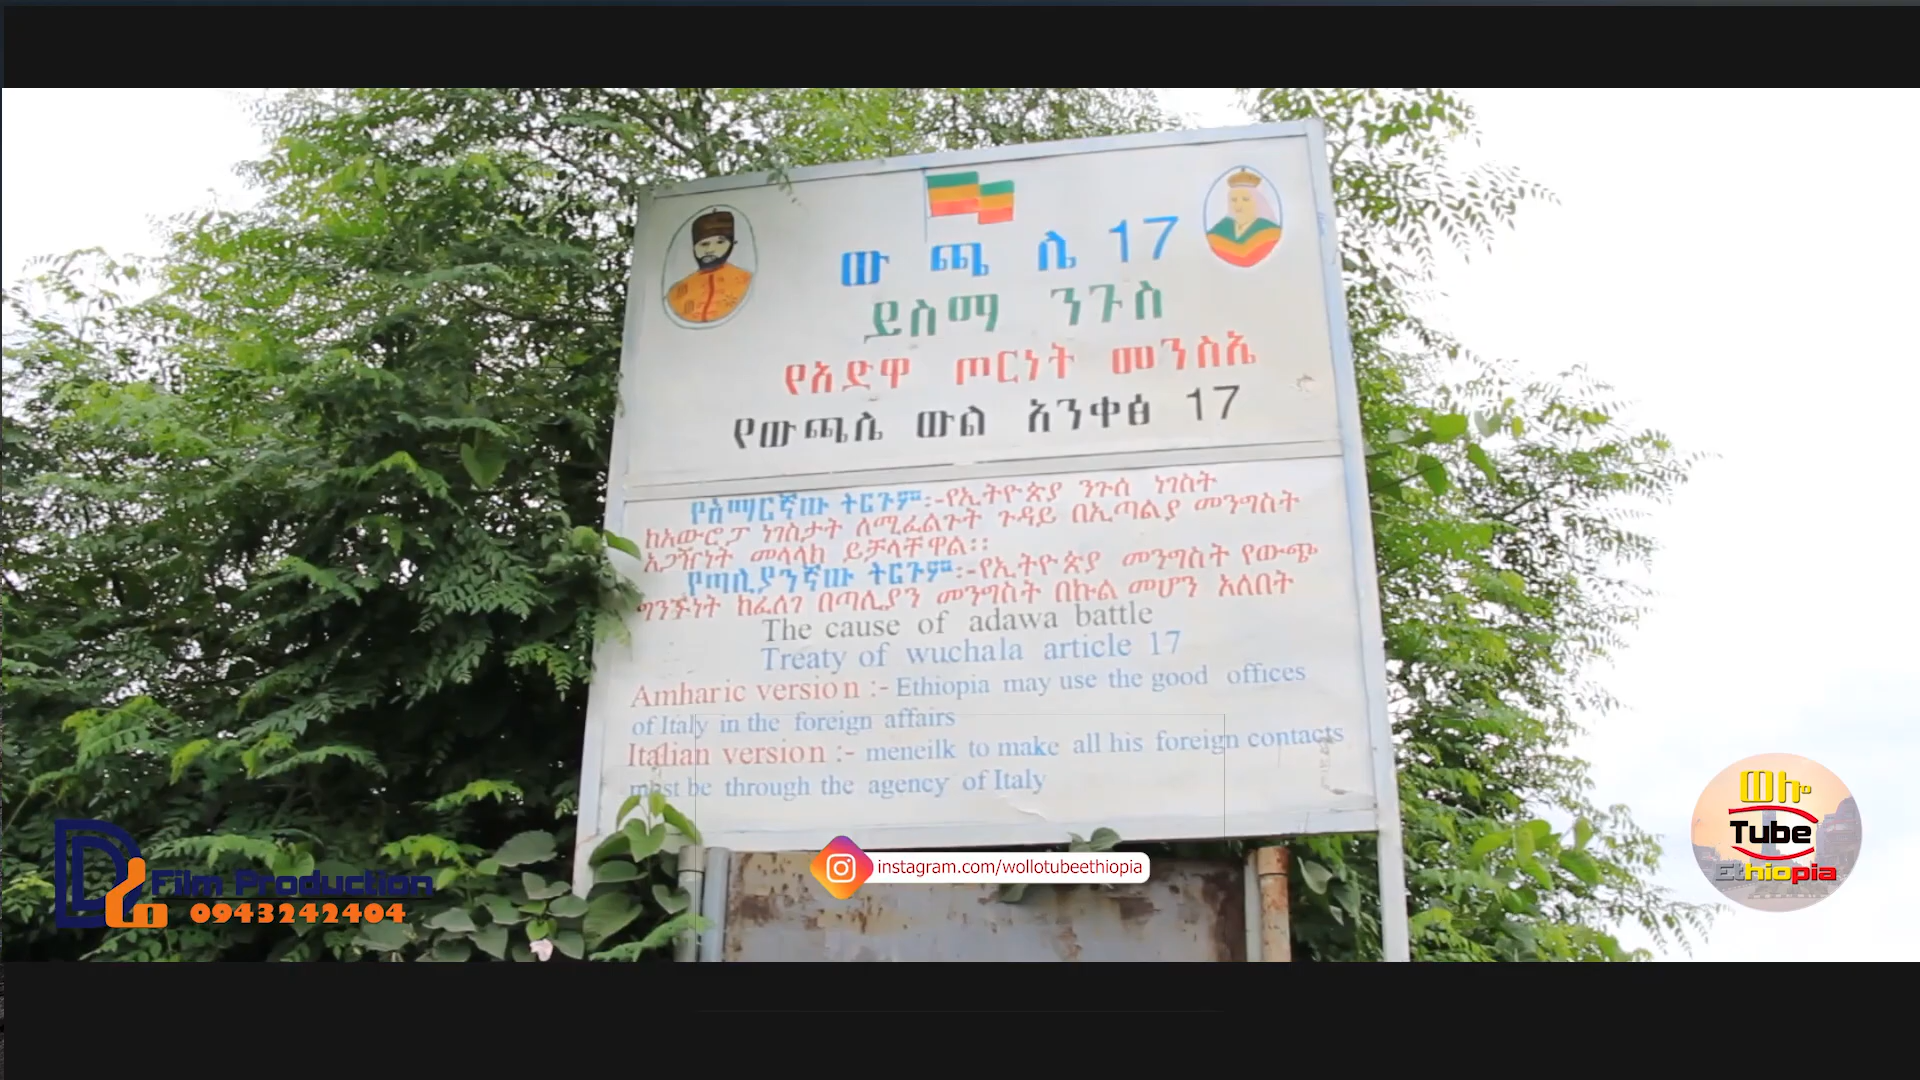 ው ጫ ሌ 17
ይስማ ንጉስ
የአድዋ ጦርነት መንስኤ
የውጫሌ ውል አንቀፅ 17
የአማርኛው ትርጉም፡-የኢትዮጵያ ንጉሰ ነገስት
ከአውሮፓ ነገስታት ለሚፈልጉት ጉዳይ በኢጣልያ መንግስት
አጋዥነት መላላክ ይቻላቸዋል፡፡
የጣሊያንኛው ትርጉም፡-የኢትዮጵያ መንግስት የውጭ
ግንኙነት ከፈለገ በጣሊያን መንግስት በኩል መሆን አለበት
The cause of adawa battle
Treaty of wuchala article 17
Amharic version :- Ethiopia may use the good offices
of Italy in the foreign affairs
Italian version :- meneilk to make all his foreign contacts
must be through the agency of Italy
instagram.com/wollotubeethiopia
Film Production
0943242404
ወሎ
Tube
Ethiopia